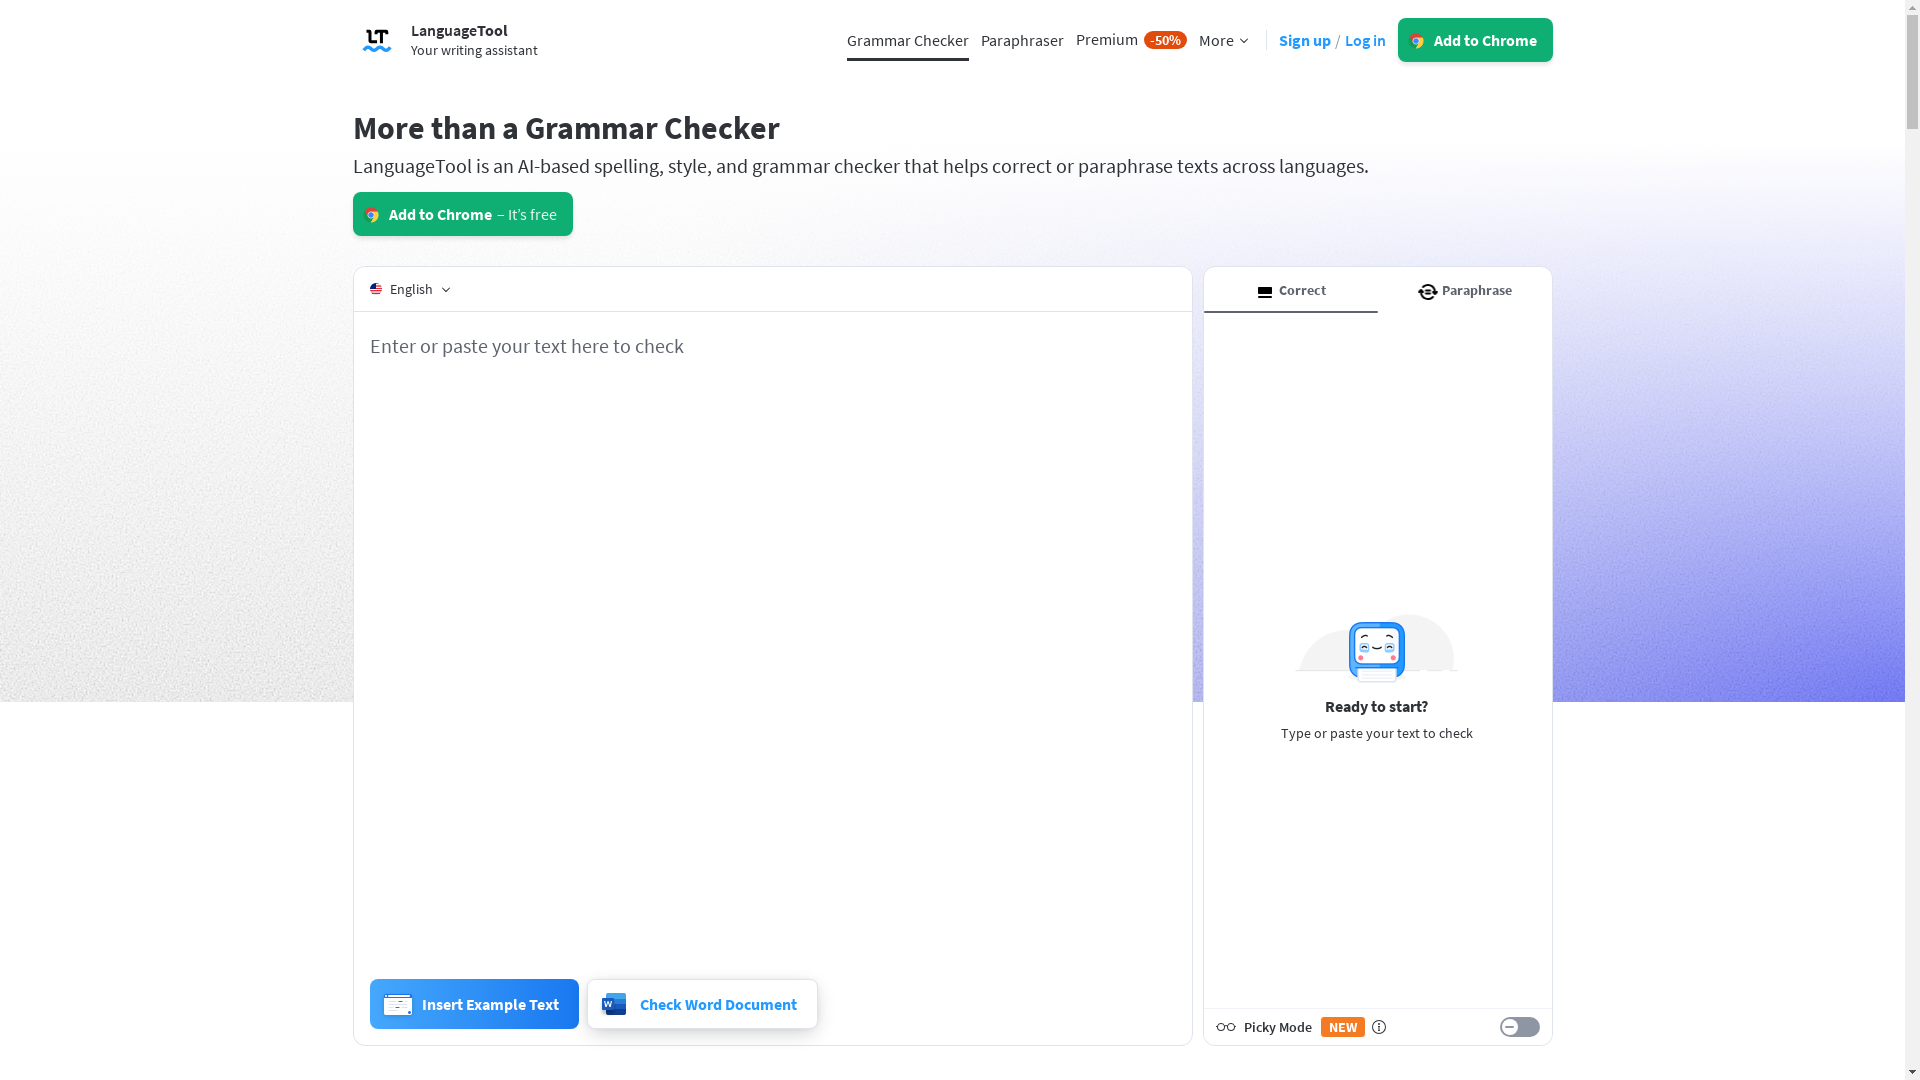 LanguageTool
Your writing assistant
Grammar Checker Paraphraser Premium -50% More Sign up / Log in Add to Chrome
More than a Grammar Checker
LanguageTool is an AI-based spelling, style, and grammar checker that helps correct or paraphrase texts across languages.
Add to Chrome – It's free
English
Correct Paraphrase
Enter or paste your text here to check
Ready to start?
Type or paste your text to check
Insert Example Text Check Word Document
Picky Mode NEW